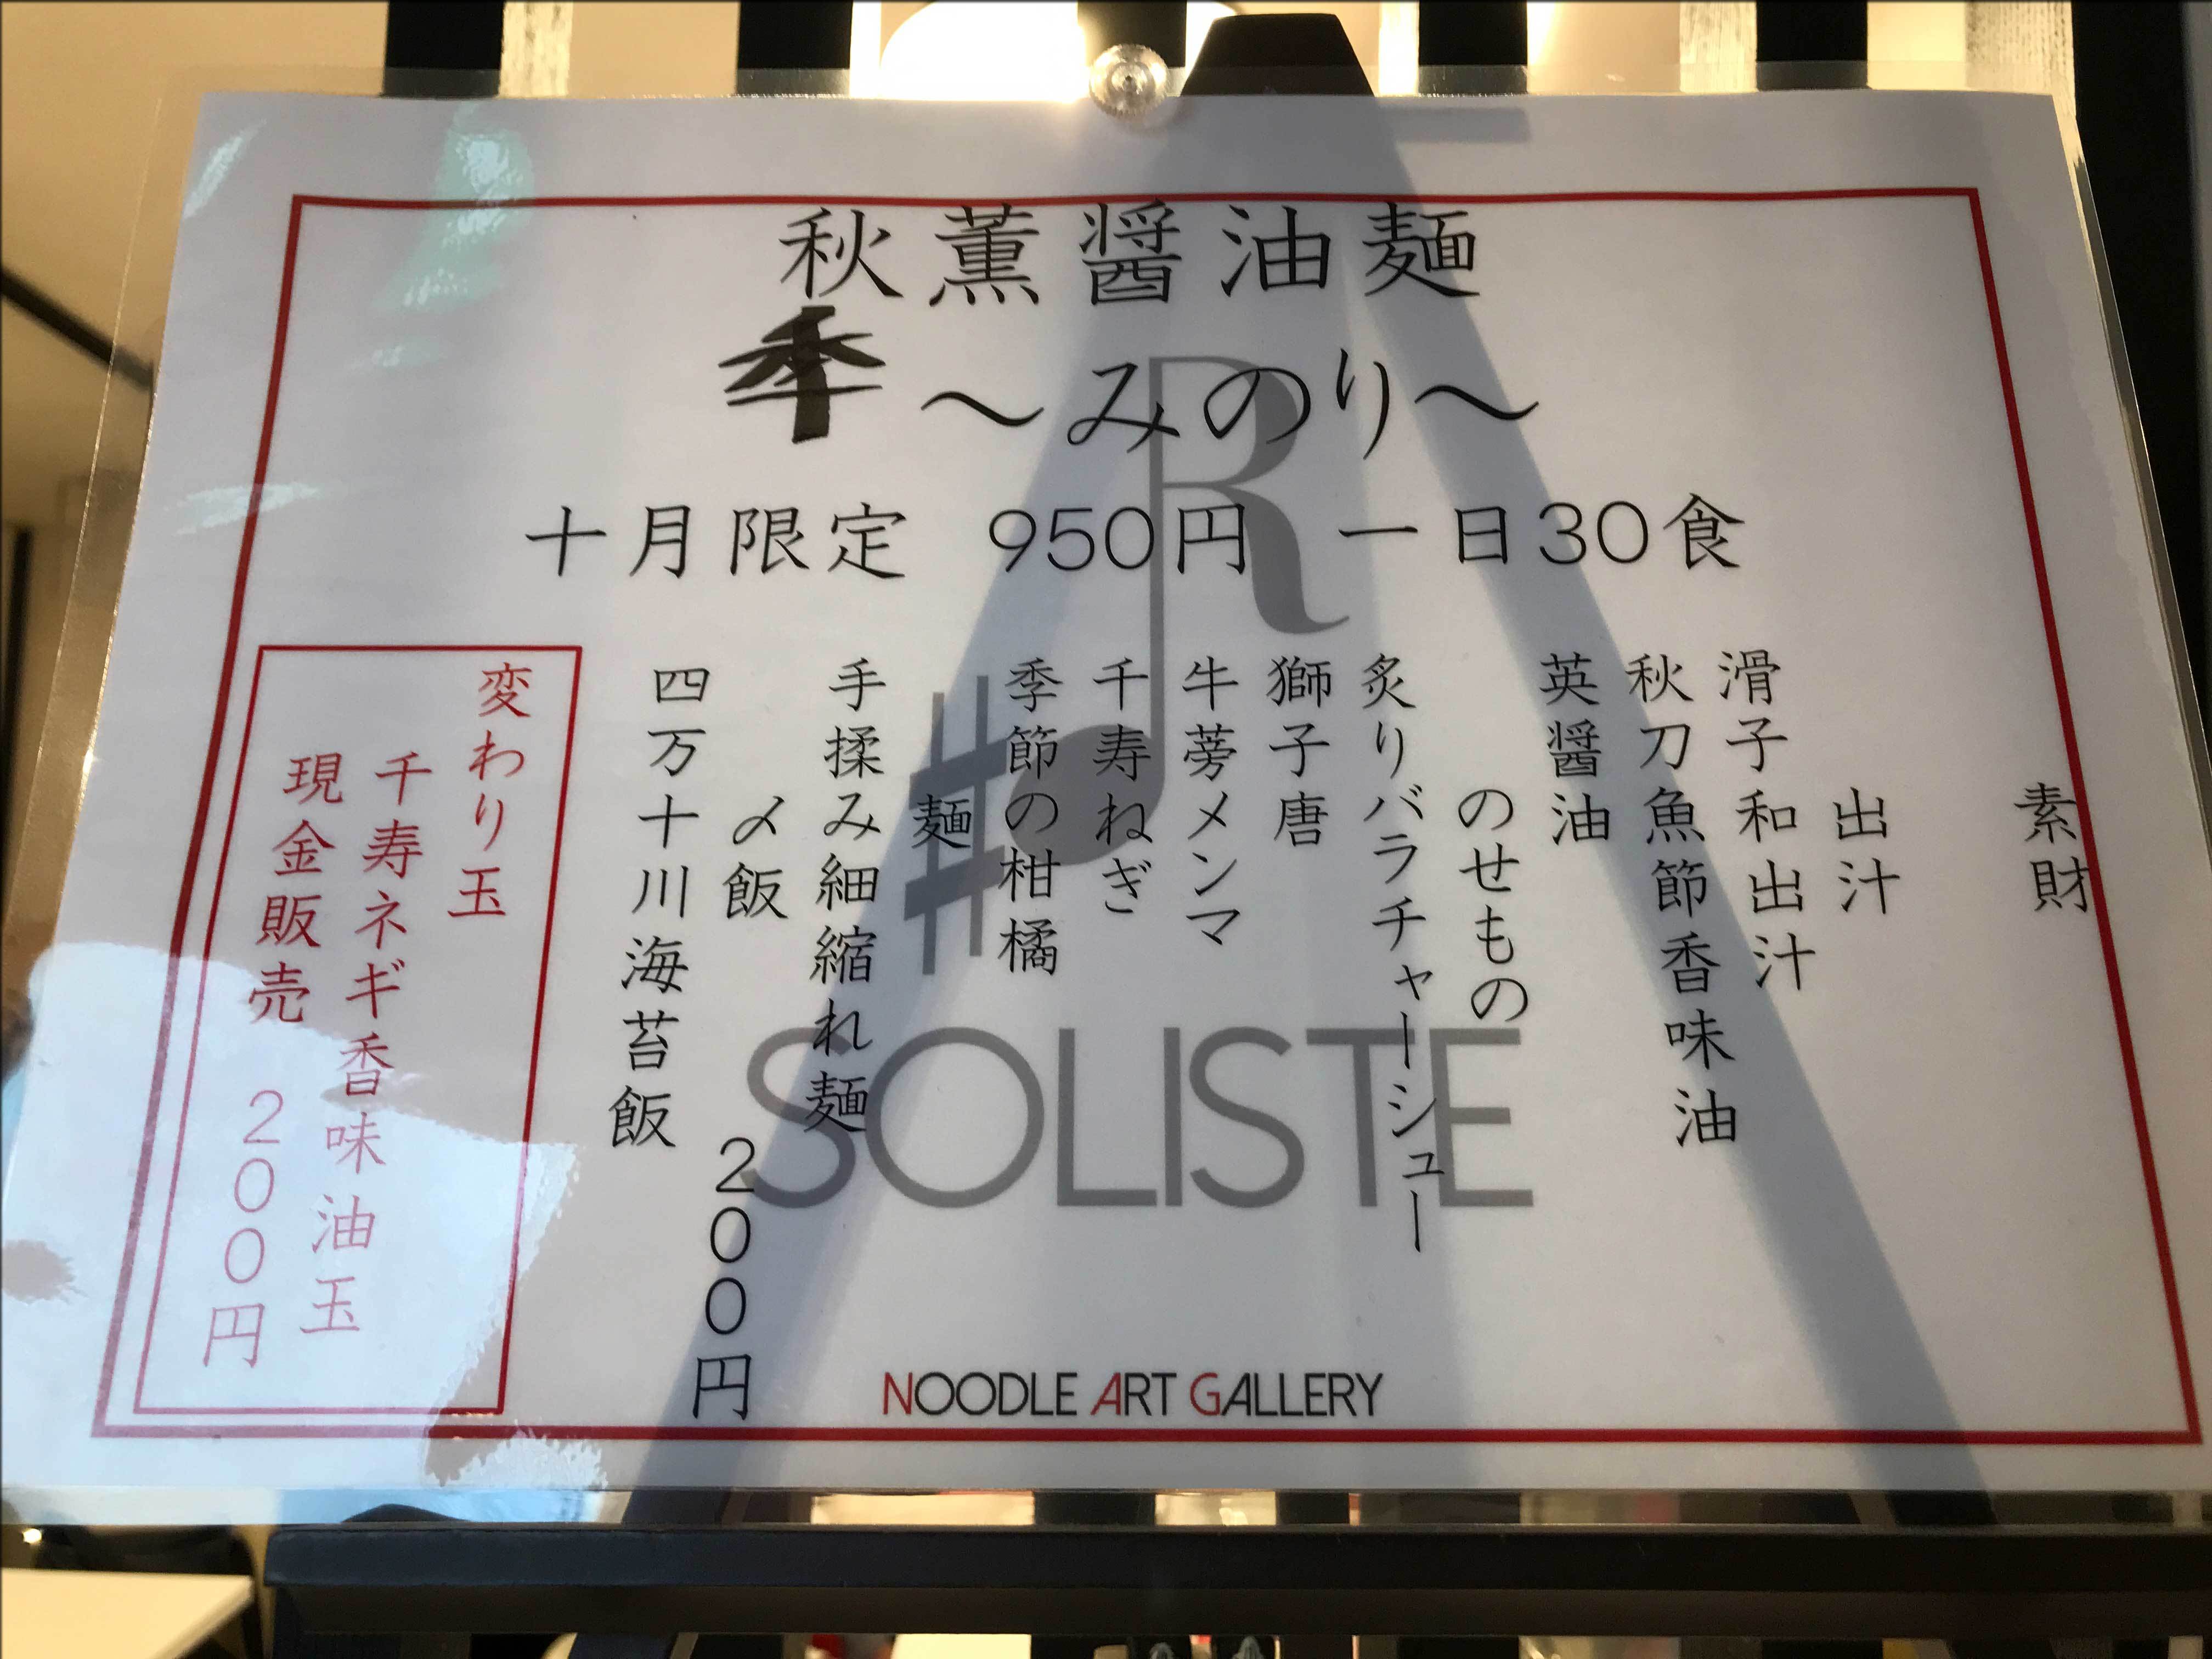 秋薫醤油麺
季 ～みのり～
十月限定 950円 一日30食
素財
出汁
滑子和出汁
秋刀魚節香味油
英醤油
のせもの
炙りバラチャーシュー
獅子唐
牛蒡メンマ
千寿ねぎ
季節の柑橘
麺
手揉み細縮れ麺
〆飯 200円
四万十川海苔飯
変わり玉
千寿ネギ香味油玉
現金販売 200円
R
SOLISTE
NOODLE ART GALLERY